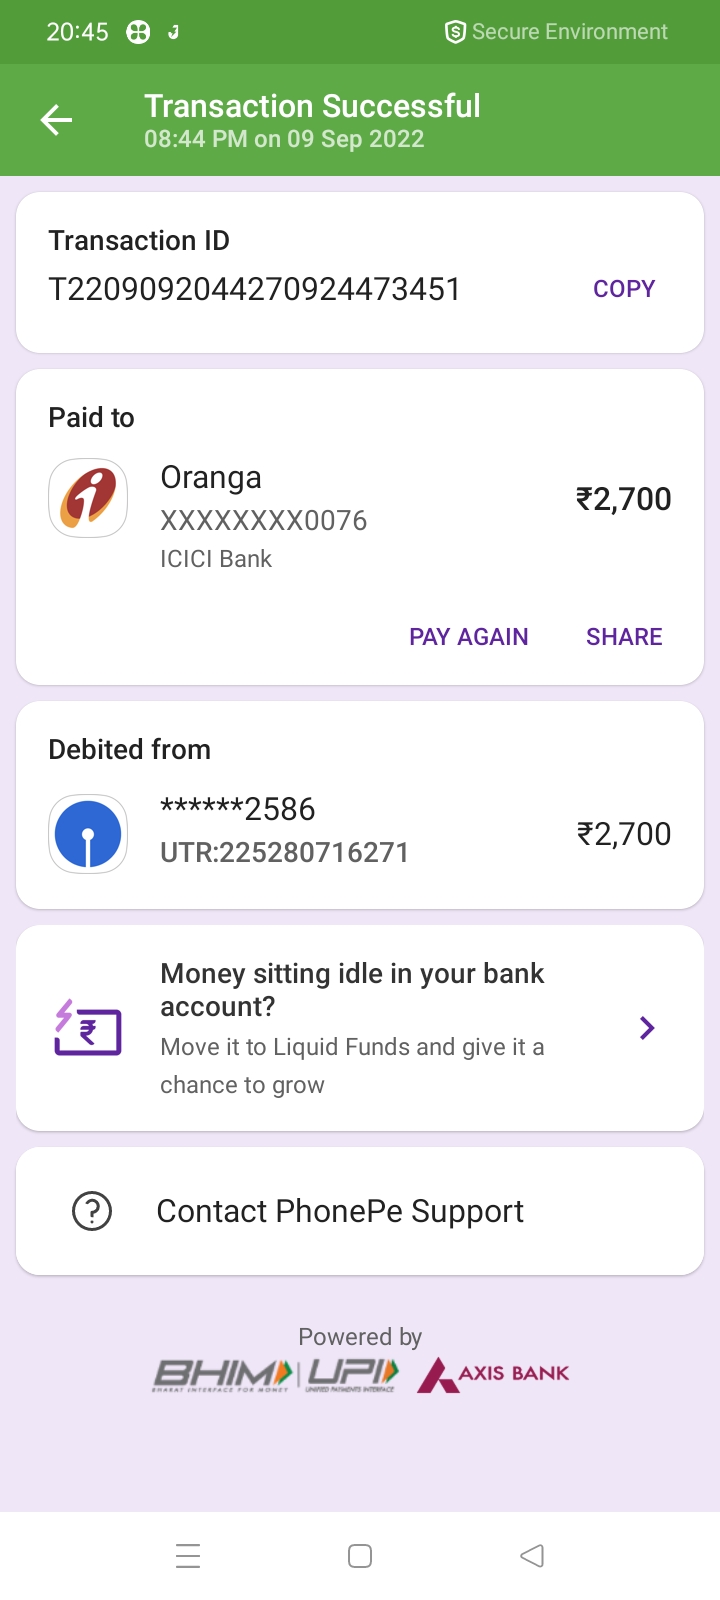 20:45
Secure Environment
Transaction Successful
08:44 PM on 09 Sep 2022
Transaction ID
T2209092044270924473451
COPY
Paid to
Oranga
₹2,700
XXXXXXXX0076
ICICI Bank
PAY AGAIN SHARE
Debited from
******2586
₹2,700
UTR:225280716271
Money sitting idle in your bank
account?
Move it to Liquid Funds and give it a
chance to grow
Contact PhonePe Support
Powered by
BHIM UPI AXIS BANK
BHARAT INTERFACE FOR MONEY UNIFIED PAYMENTS INTERFACE